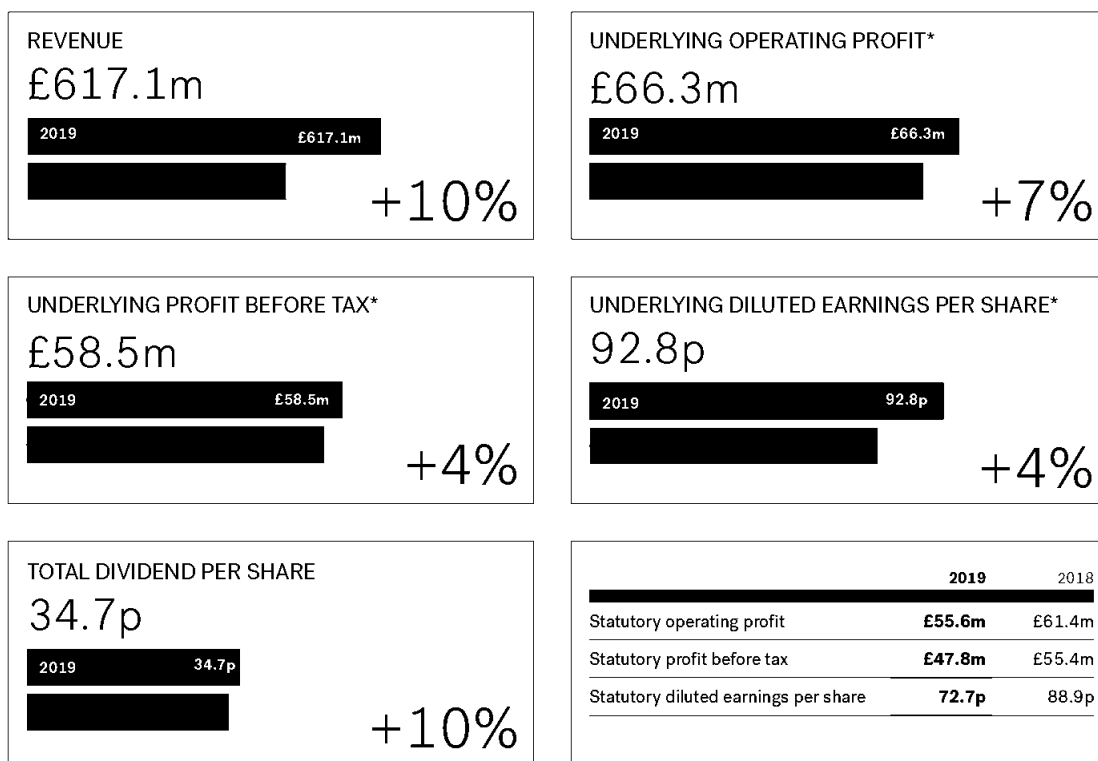 REVENUE
£617.1m
2019 £617.1m
+10%
UNDERLYING OPERATING PROFIT*
£66.3m
2019 £66.3m
+7%
UNDERLYING PROFIT BEFORE TAX*
£58.5m
2019 £58.5m
+4%
UNDERLYING DILUTED EARNINGS PER SHARE*
92.8p
2019 92.8p
+4%
TOTAL DIVIDEND PER SHARE
34.7p
2019 34.7p
+10%
2019 2018
Statutory operating profit £55.6m £61.4m
Statutory profit before tax £47.8m £55.4m
Statutory diluted earnings per share 72.7p 88.9p